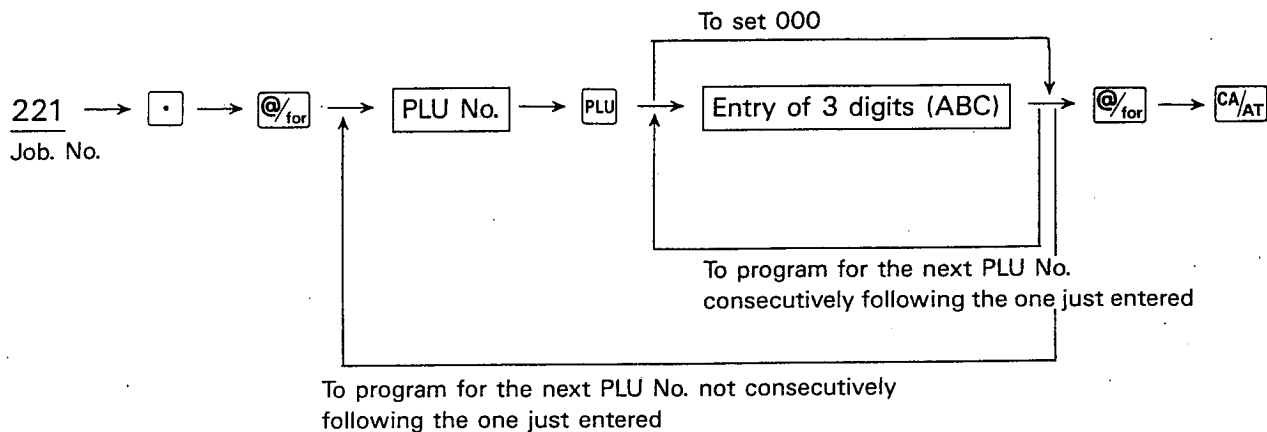 To set 000
221 · @/for PLU No. PLU Entry of 3 digits (ABC) @/for CA/AT
Job. No.
To program for the next PLU No.
consecutively following the one just entered
To program for the next PLU No. not consecutively
following the one just entered